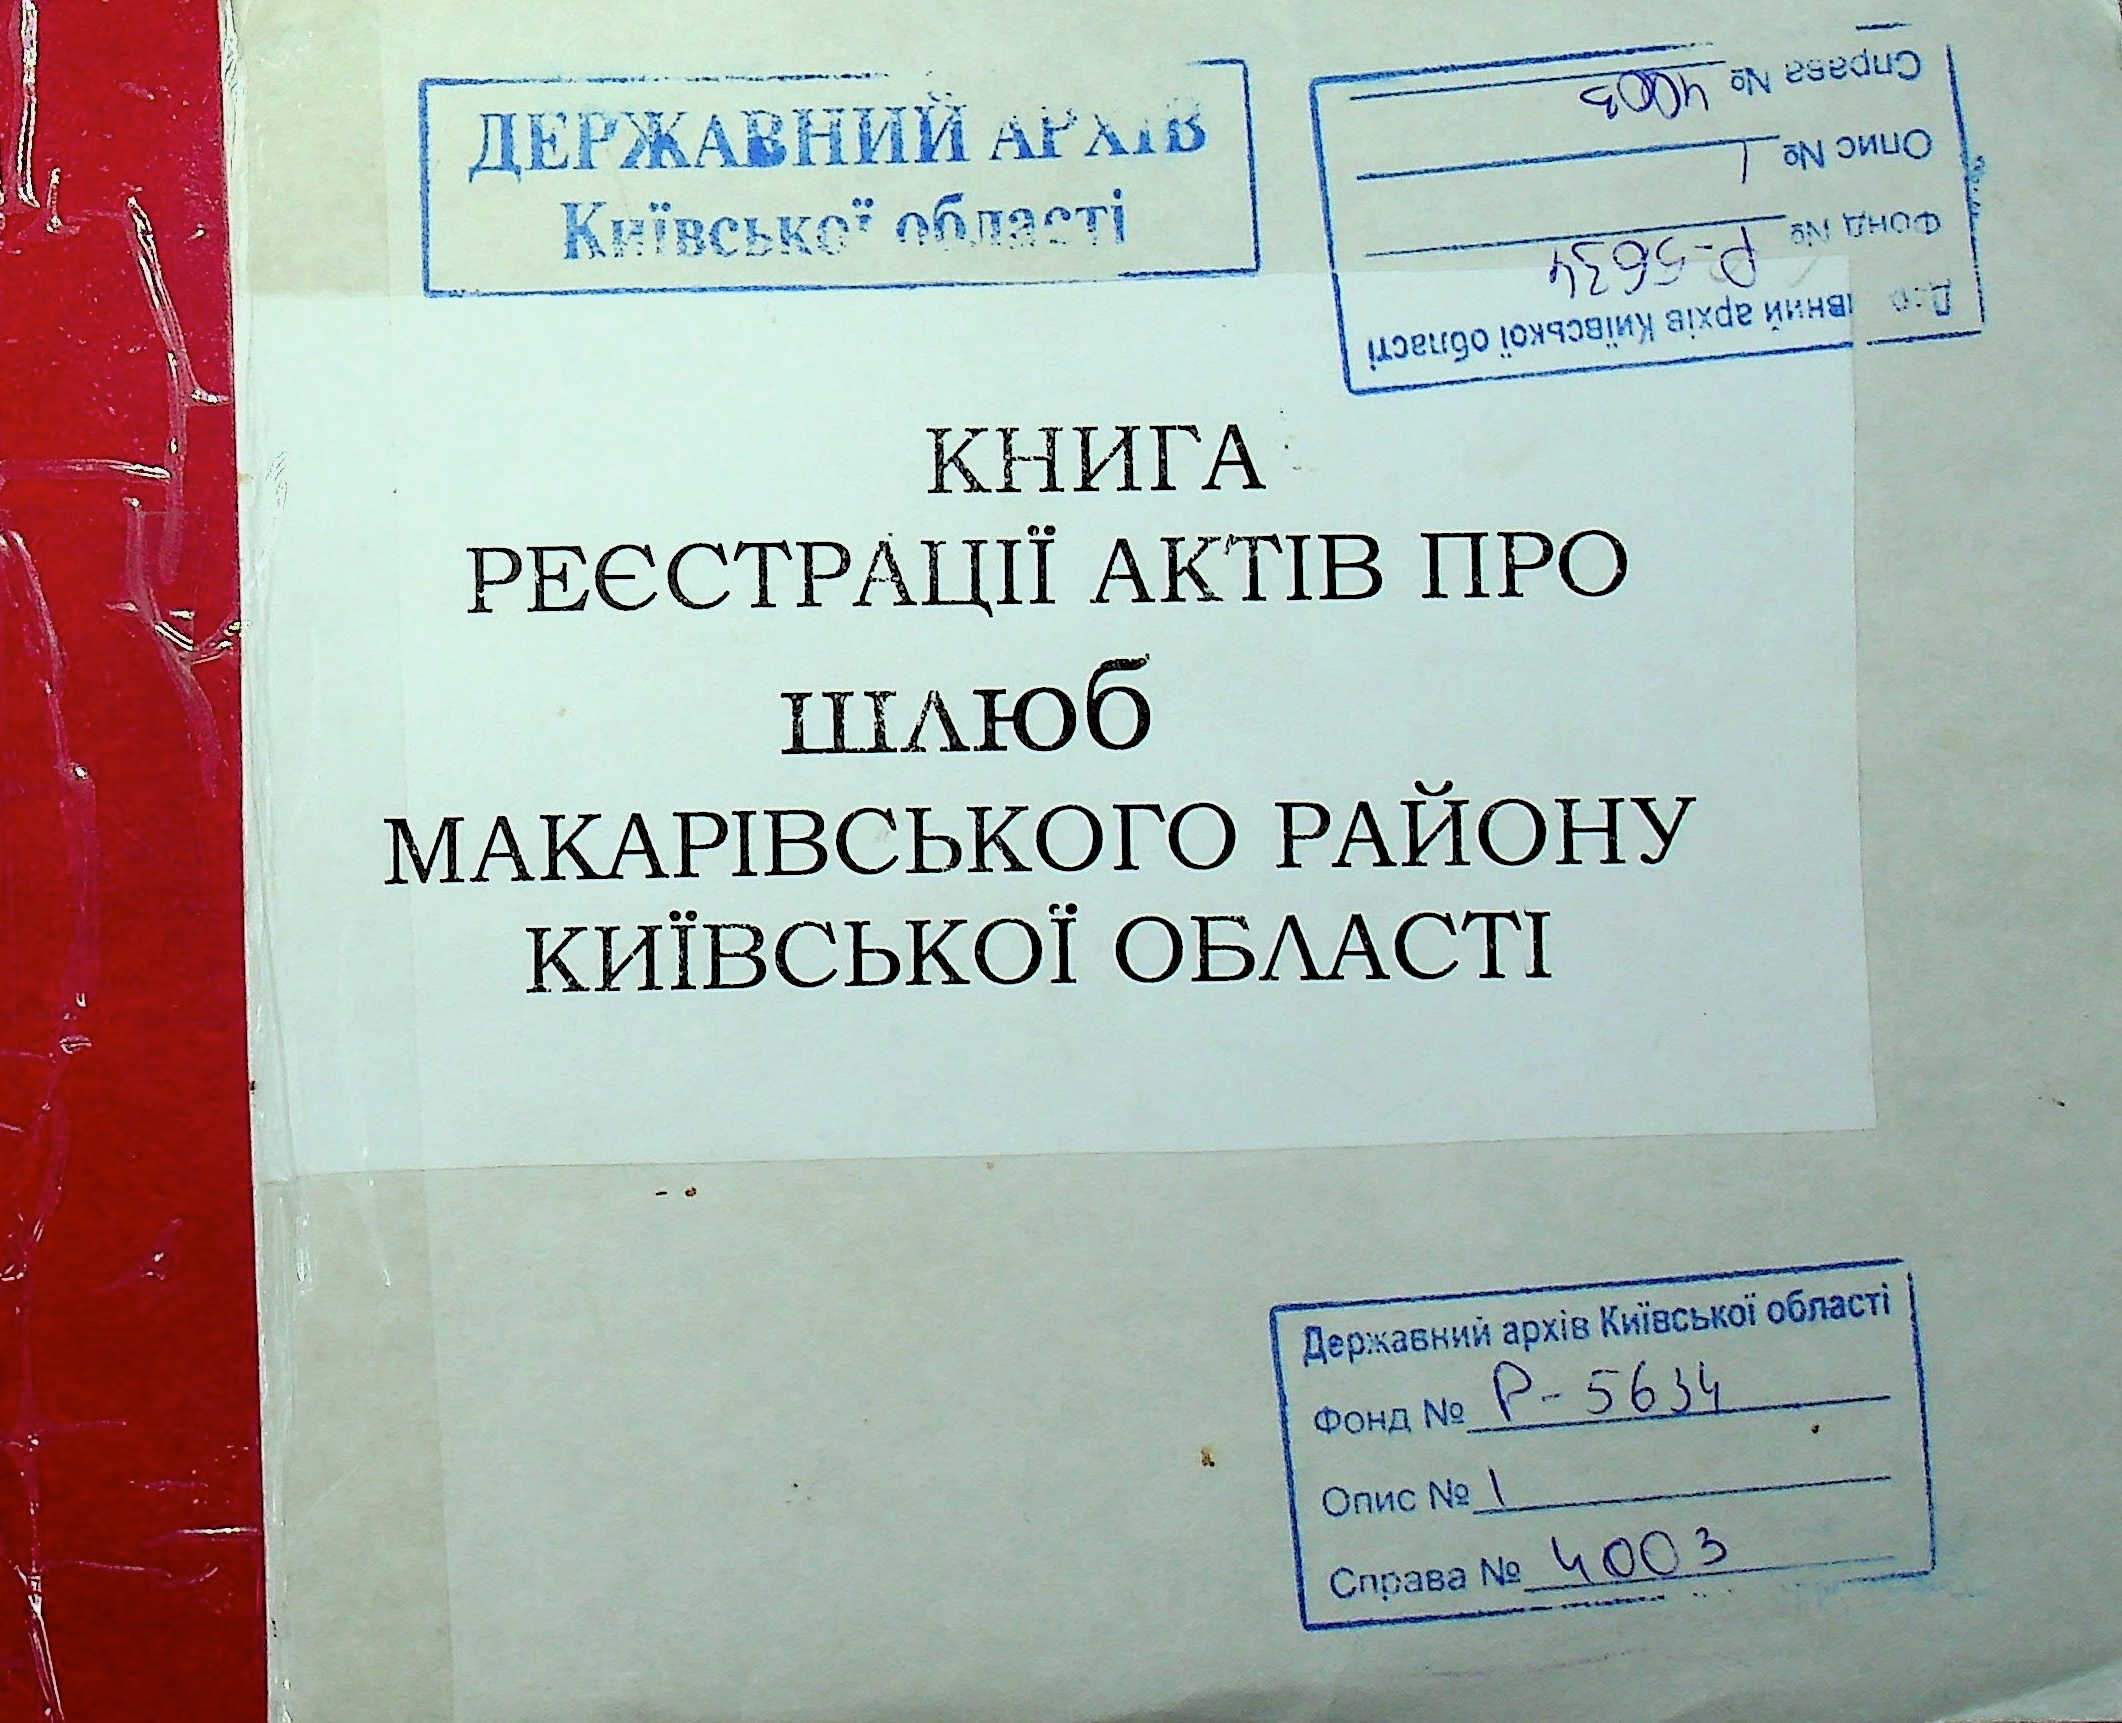 ДЕРЖАВНИЙ АРХІВ
Київської області
Державний архів Київської області
Фонд № Р-5634
Опис № 1
Справа № 4003
КНИГА
РЕЄСТРАЦІЇ АКТІВ ПРО
шлюб
МАКАРІВСЬКОГО РАЙОНУ
КИЇВСЬКОЇ ОБЛАСТІ
Державний архів Київської області
Фонд № Р-5634
Опис № 1
Справа № 4003